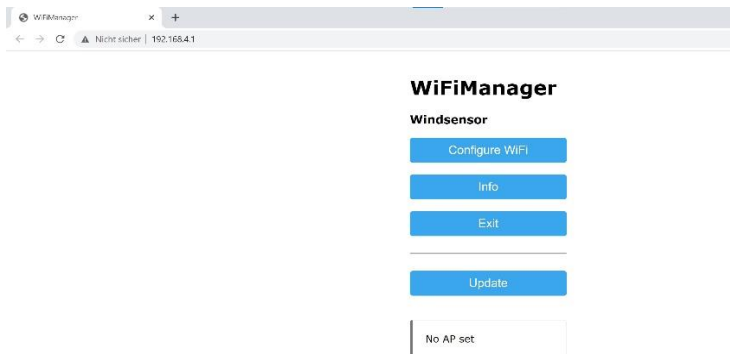 WiFiManager
Nicht sicher | 192.168.4.1
WiFiManager
Windsensor
Configure WiFi
Info
Exit
Update
No AP set